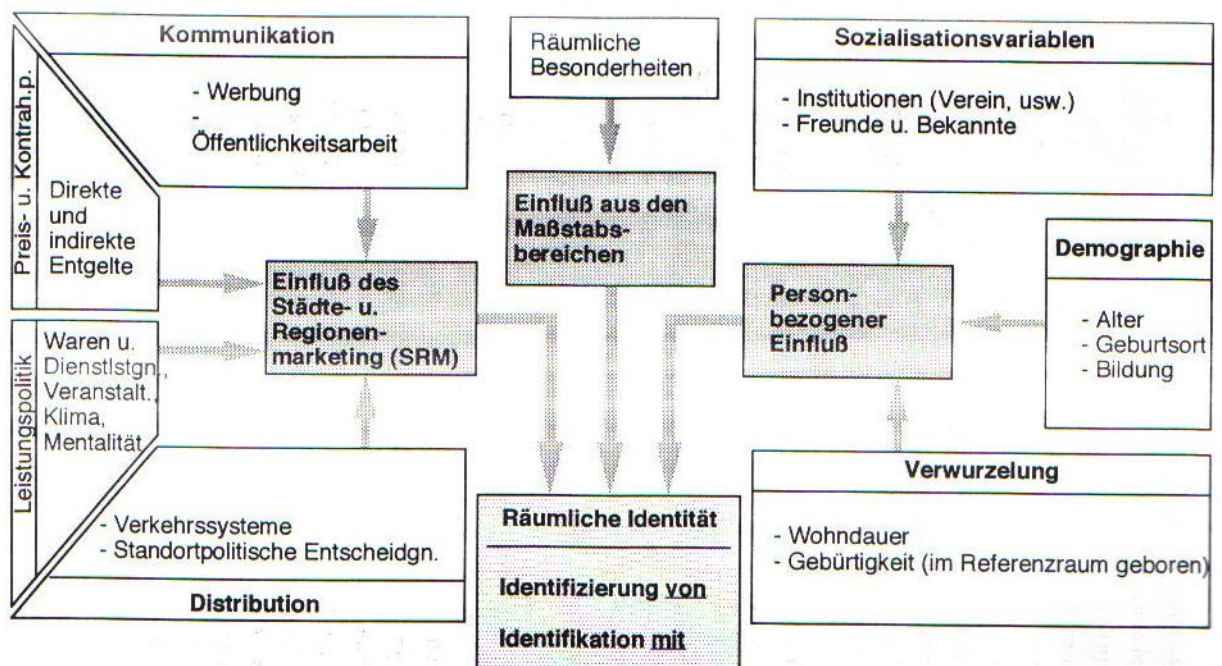 Kommunikation
- Werbung
-
Öffentlichkeitsarbeit
Preis- u. Kontrah.p.
Direkte
und
indirekte
Entgelte
Leistungspolitik
Waren u.
Dienstlstgn.,
Veranstalt.,
Klima,
Mentalität
- Verkehrssysteme
- Standortpolitische Entscheidgn.
Distribution
Einfluß des
Städte- u.
Regionen-
marketing (SRM)
Räumliche
Besonderheiten
Einfluß aus den
Maßstabs-
bereichen
Sozialisationsvariablen
- Institutionen (Verein, usw.)
- Freunde u. Bekannte
Person-
bezogener
Einfluß
Demographie
- Alter
- Geburtsort
- Bildung
Verwurzelung
- Wohndauer
- Gebürtigkeit (im Referenzraum geboren)
Räumliche Identität
Identifizierung von
Identifikation mit